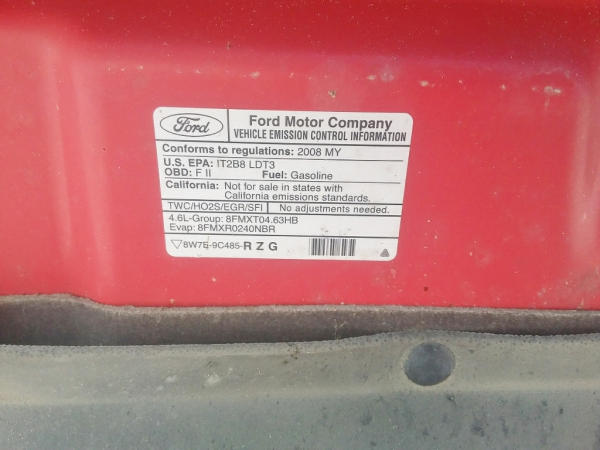 Ford
Ford Motor Company
VEHICLE EMISSION CONTROL INFORMATION
Conforms to regulations: 2008 MY
U.S. EPA: IT2B8 LDT3
OBD: F II Fuel: Gasoline
California: Not for sale in states with
California emissions standards.
TWC/HO2S/EGR/SFI No adjustments needed.
4.6L-Group: 8FMXT04.63HB
Evap: 8FMXR0240NBR
8W7E-9C485-R Z G